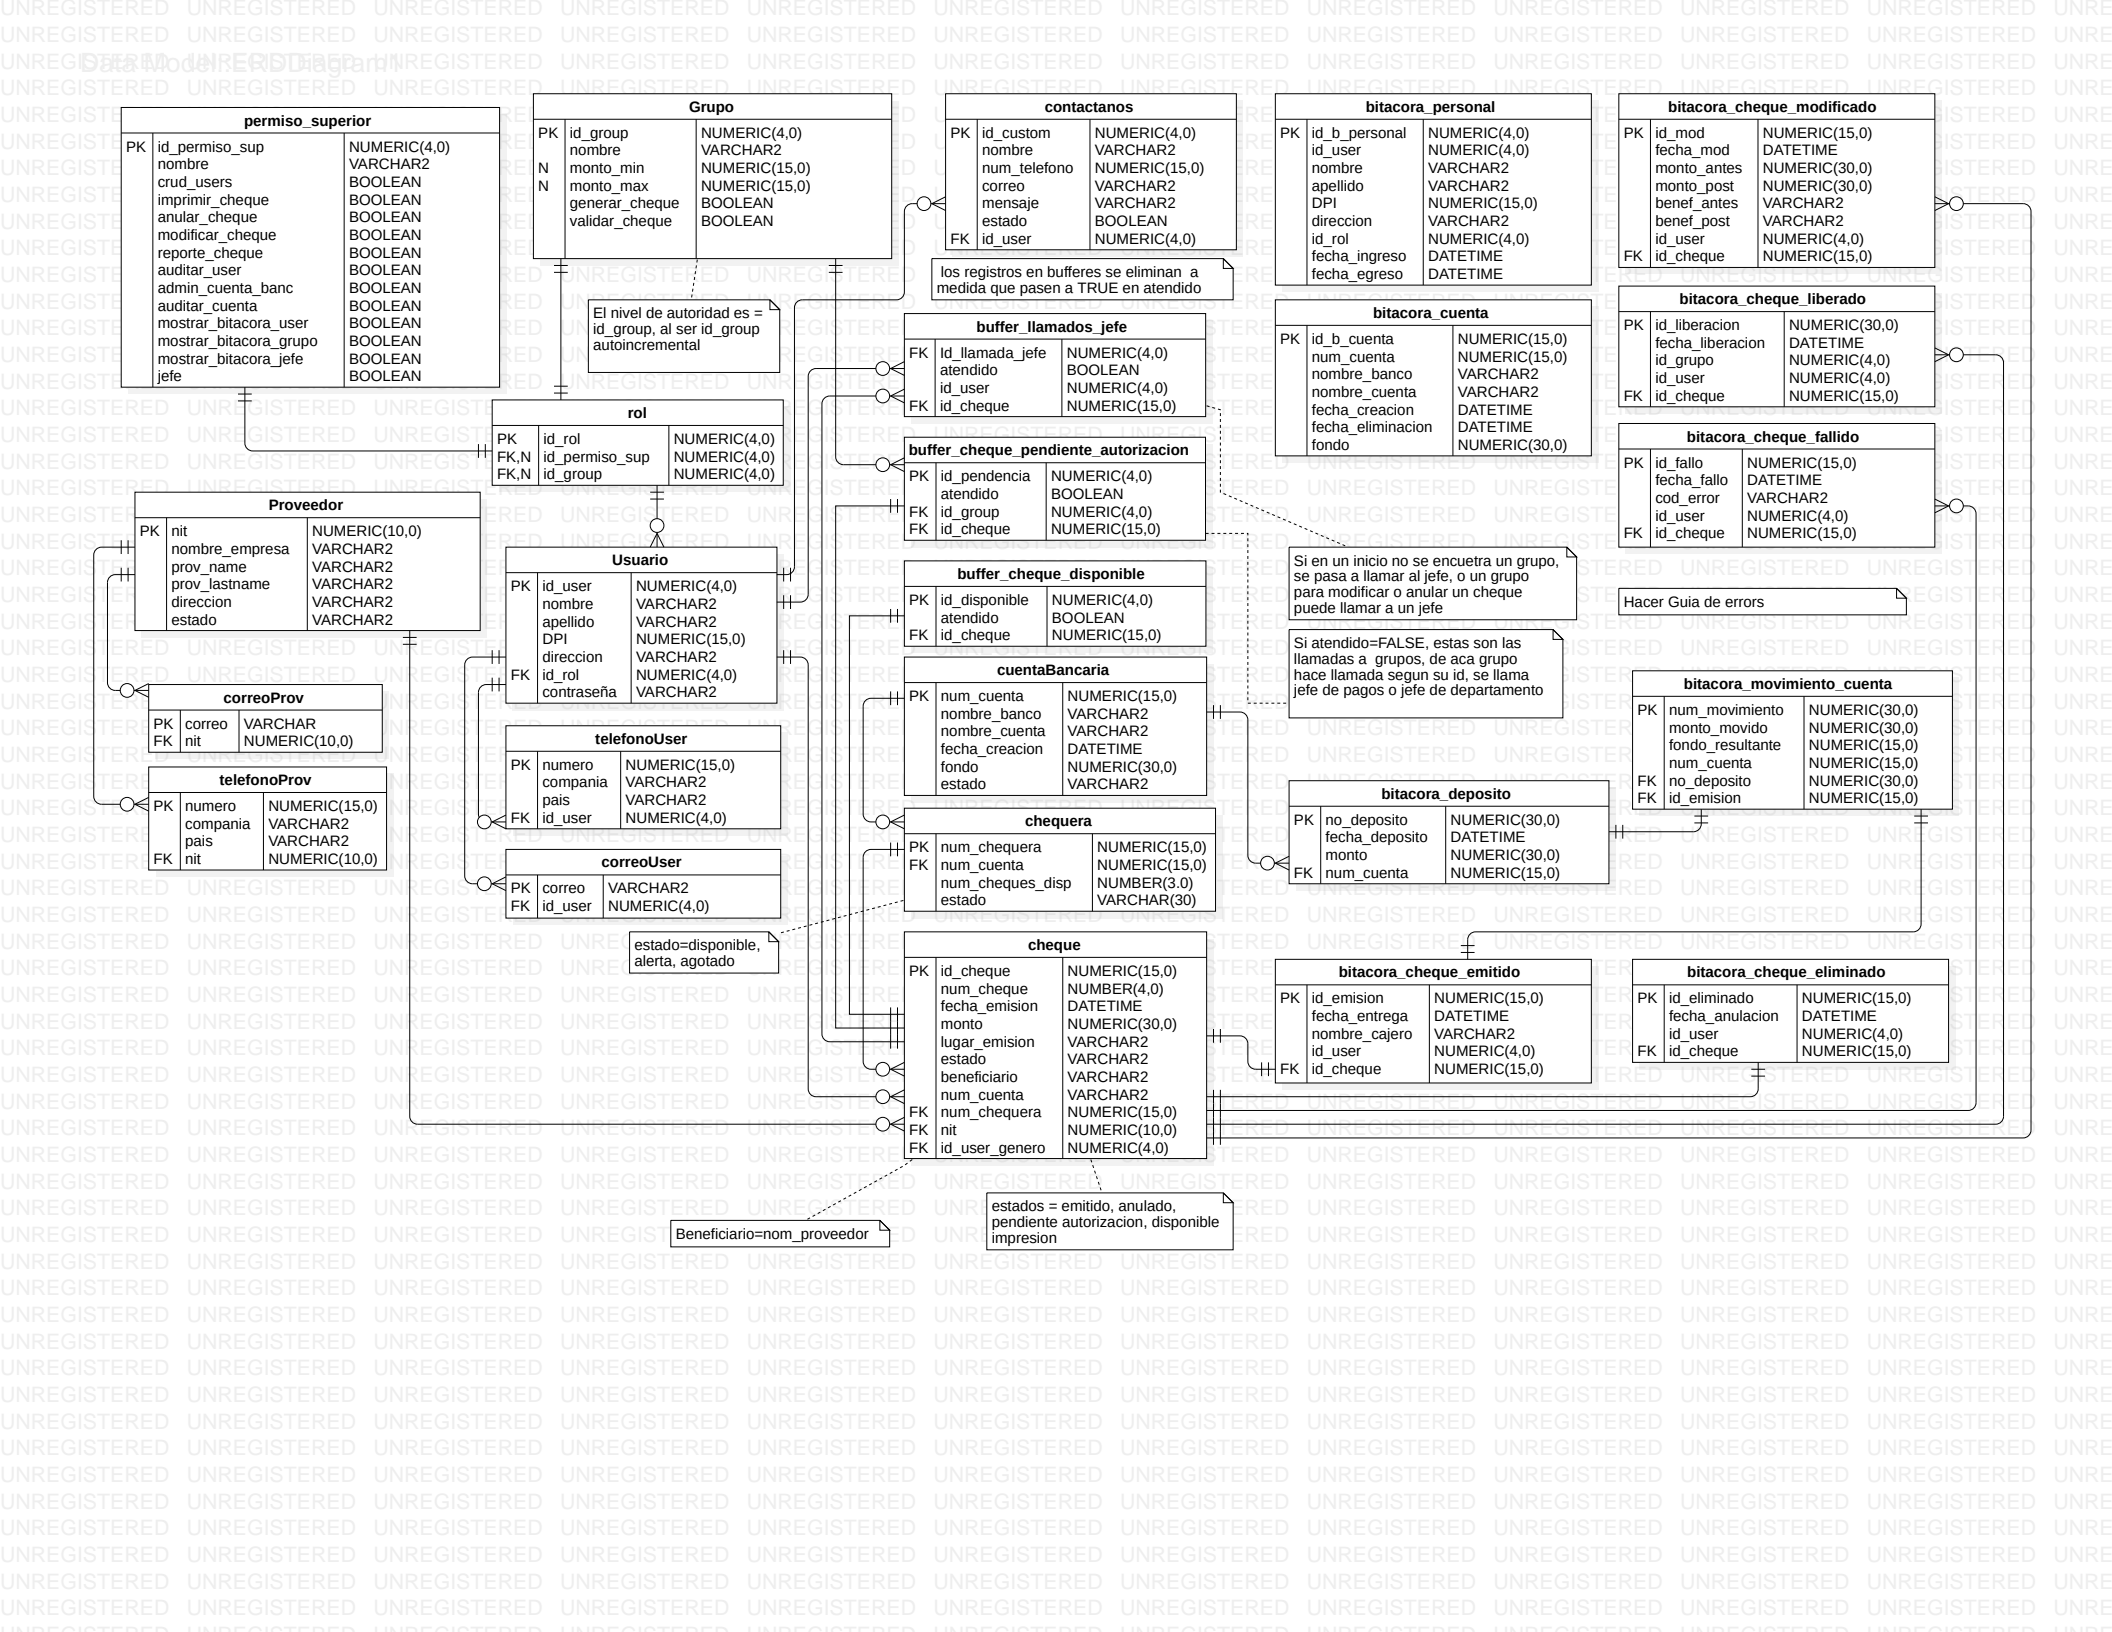 Data Model ERDDiagram1
permiso_superior
PK id_permiso_sup NUMERIC(4,0)
nombre VARCHAR2
crud_users BOOLEAN
imprimir_cheque BOOLEAN
anular_cheque BOOLEAN
modificar_cheque BOOLEAN
reporte_cheque BOOLEAN
auditar_user BOOLEAN
admin_cuenta_banc BOOLEAN
auditar_cuenta BOOLEAN
mostrar_bitacora_user BOOLEAN
mostrar_bitacora_grupo BOOLEAN
mostrar_bitacora_jefe BOOLEAN
jefe BOOLEAN
Grupo
PK id_group NUMERIC(4,0)
nombre VARCHAR2
N monto_min NUMERIC(15,0)
N monto_max NUMERIC(15,0)
generar_cheque BOOLEAN
validar_cheque BOOLEAN
El nivel de autoridad es =
id_group, al ser id_group
autoincremental
contactanos
PK id_custom NUMERIC(4,0)
nombre VARCHAR2
num_telefono NUMERIC(15,0)
correo VARCHAR2
mensaje VARCHAR2
estado BOOLEAN
FK id_user NUMERIC(4,0)
los registros en bufferes se eliminan a
medida que pasen a TRUE en atendido
bitacora_personal
PK id_b_personal NUMERIC(4,0)
id_user NUMERIC(4,0)
nombre VARCHAR2
apellido VARCHAR2
DPI NUMERIC(15,0)
direccion VARCHAR2
id_rol NUMERIC(4,0)
fecha_ingreso DATETIME
fecha_egreso DATETIME
bitacora_cheque_modificado
PK id_mod NUMERIC(15,0)
fecha_mod DATETIME
monto_antes NUMERIC(30,0)
monto_post NUMERIC(30,0)
benef_antes VARCHAR2
benef_post VARCHAR2
id_user NUMERIC(4,0)
FK id_cheque NUMERIC(15,0)
buffer_llamados_jefe
FK Id_llamada_jefe NUMERIC(4,0)
atendido BOOLEAN
id_user NUMERIC(4,0)
FK id_cheque NUMERIC(15,0)
bitacora_cuenta
PK id_b_cuenta NUMERIC(15,0)
num_cuenta NUMERIC(15,0)
nombre_banco VARCHAR2
nombre_cuenta VARCHAR2
fecha_creacion DATETIME
fecha_eliminacion DATETIME
fondo NUMERIC(30,0)
bitacora_cheque_liberado
PK id_liberacion NUMERIC(30,0)
fecha_liberacion DATETIME
id_grupo NUMERIC(4,0)
id_user NUMERIC(4,0)
FK id_cheque NUMERIC(15,0)
rol
PK id_rol NUMERIC(4,0)
FK,N id_permiso_sup NUMERIC(4,0)
FK,N id_group NUMERIC(4,0)
buffer_cheque_pendiente_autorizacion
PK id_pendencia NUMERIC(4,0)
atendido BOOLEAN
FK id_group NUMERIC(4,0)
FK id_cheque NUMERIC(15,0)
bitacora_cheque_fallido
PK id_fallo NUMERIC(15,0)
fecha_fallo DATETIME
cod_error VARCHAR2
id_user NUMERIC(4,0)
FK id_cheque NUMERIC(15,0)
Proveedor
PK nit NUMERIC(10,0)
nombre_empresa VARCHAR2
prov_name VARCHAR2
prov_lastname VARCHAR2
direccion VARCHAR2
estado VARCHAR2
Usuario
PK id_user NUMERIC(4,0)
nombre VARCHAR2
apellido VARCHAR2
DPI NUMERIC(15,0)
direccion VARCHAR2
FK id_rol NUMERIC(4,0)
contraseña VARCHAR2
buffer_cheque_disponible
PK id_disponible NUMERIC(4,0)
atendido BOOLEAN
FK id_cheque NUMERIC(15,0)
Si en un inicio no se encuetra un grupo,
se pasa a llamar al jefe, o un grupo
para modificar o anular un cheque
puede llamar a un jefe
Hacer Guia de errors
Si atendido=FALSE, estas son las
llamadas a grupos, de aca grupo
hace llamada segun su id, se llama
jefe de pagos o jefe de departamento
correoProv
PK correo VARCHAR
FK nit NUMERIC(10,0)
telefonoProv
PK numero NUMERIC(15,0)
compania VARCHAR2
pais VARCHAR2
FK nit NUMERIC(10,0)
telefonoUser
PK numero NUMERIC(15,0)
compania VARCHAR2
pais VARCHAR2
FK id_user NUMERIC(4,0)
correoUser
PK correo VARCHAR2
FK id_user NUMERIC(4,0)
cuentaBancaria
PK num_cuenta NUMERIC(15,0)
nombre_banco VARCHAR2
nombre_cuenta VARCHAR2
fecha_creacion DATETIME
fondo NUMERIC(30,0)
estado VARCHAR2
bitacora_movimiento_cuenta
PK num_movimiento NUMERIC(30,0)
monto_movido NUMERIC(30,0)
fondo_resultante NUMERIC(15,0)
num_cuenta NUMERIC(15,0)
FK no_deposito NUMERIC(30,0)
FK id_emision NUMERIC(15,0)
bitacora_deposito
PK no_deposito NUMERIC(30,0)
fecha_deposito DATETIME
monto NUMERIC(30,0)
FK num_cuenta NUMERIC(15,0)
chequera
PK num_chequera NUMERIC(15,0)
FK num_cuenta NUMERIC(15,0)
num_cheques_disp NUMBER(3.0)
estado VARCHAR(30)
estado=disponible,
alerta, agotado
cheque
PK id_cheque NUMERIC(15,0)
num_cheque NUMBER(4,0)
fecha_emision DATETIME
monto NUMERIC(30,0)
lugar_emision VARCHAR2
estado VARCHAR2
beneficiario VARCHAR2
num_cuenta VARCHAR2
FK num_chequera NUMERIC(15,0)
FK nit NUMERIC(10,0)
FK id_user_genero NUMERIC(4,0)
bitacora_cheque_emitido
PK id_emision NUMERIC(15,0)
fecha_entrega DATETIME
nombre_cajero VARCHAR2
id_user NUMERIC(4,0)
FK id_cheque NUMERIC(15,0)
bitacora_cheque_eliminado
PK id_eliminado NUMERIC(15,0)
fecha_anulacion DATETIME
id_user NUMERIC(4,0)
FK id_cheque NUMERIC(15,0)
Beneficiario=nom_proveedor
estados = emitido, anulado,
pendiente autorizacion, disponible
impresion
UNREGISTERED